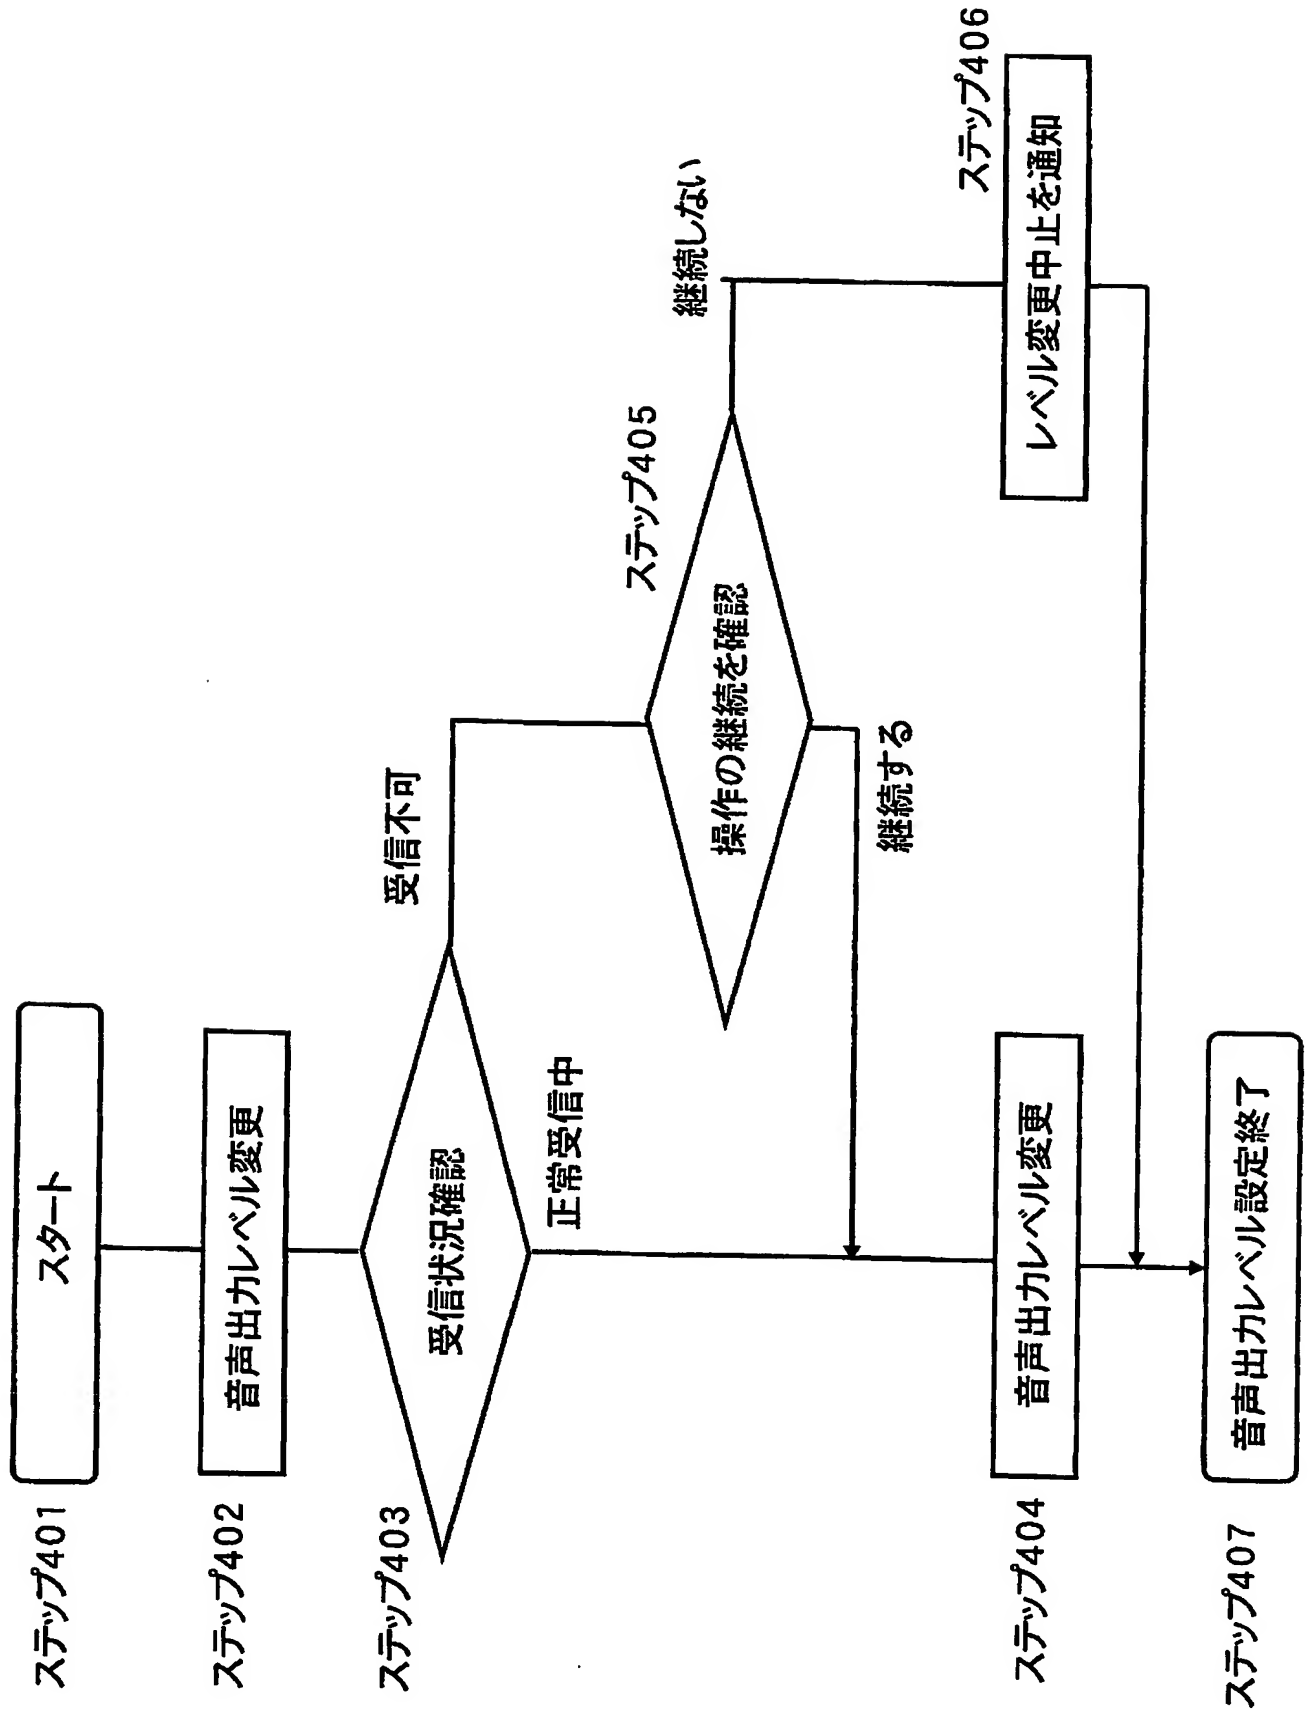 ステップ401
スタート
ステップ402
音声出力レベル変更
ステップ403
受信状況確認
受信不可
正常受信中
ステップ405
操作の継続を確認
継続しない
継続する
ステップ406
レベル変更中止を通知
ステップ404
音声出力レベル変更
ステップ407
音声出力レベル設定終了